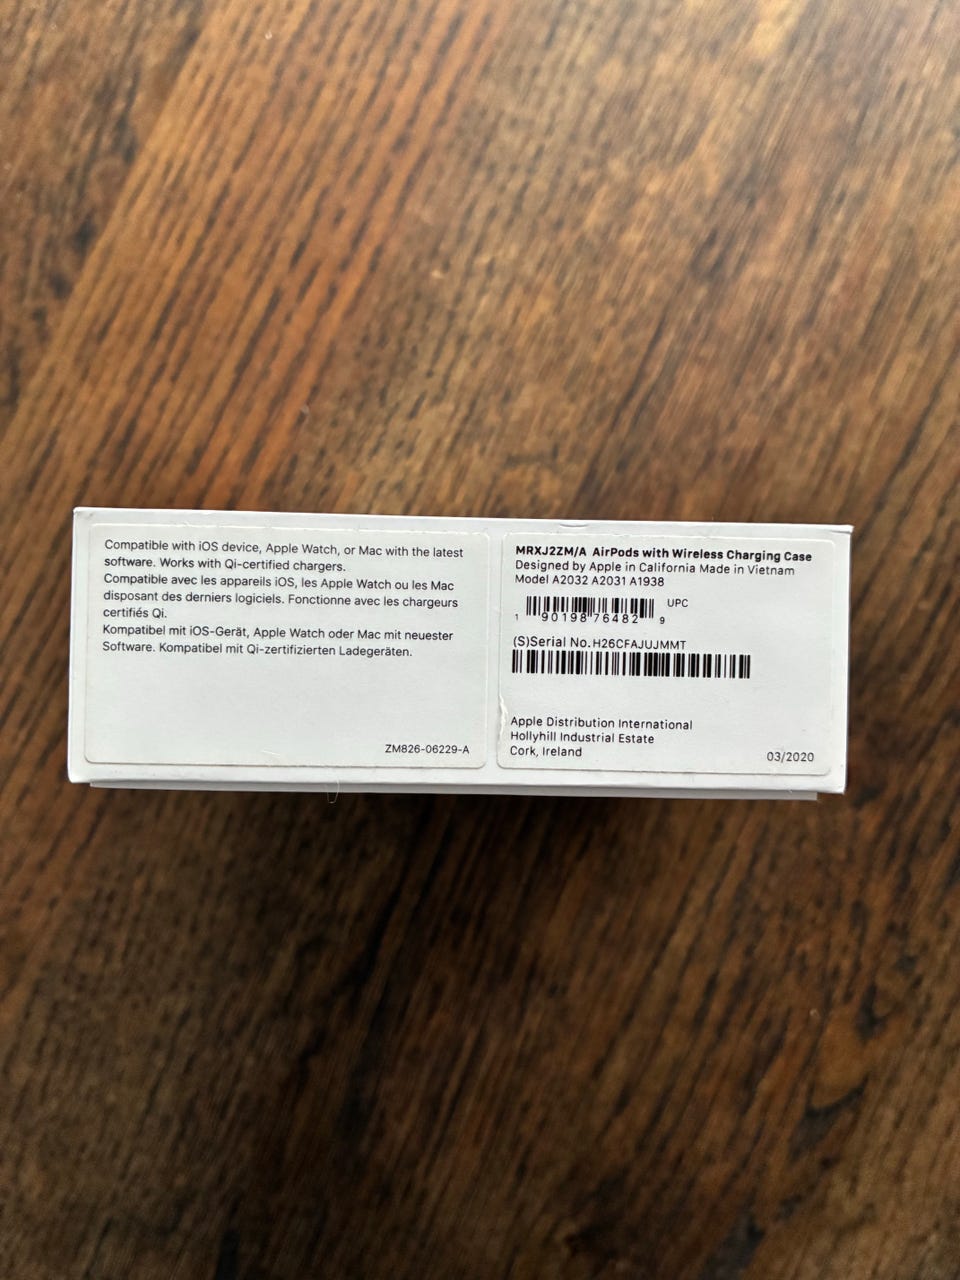 Compatible with iOS device, Apple Watch, or Mac with the latest
software. Works with Qi-certified chargers.
Compatible avec les appareils iOS, les Apple Watch ou les Mac
disposant des derniers logiciels. Fonctionne avec les chargeurs
certifiés Qi.
Kompatibel mit iOS-Gerät, Apple Watch oder Mac mit neuester
Software. Kompatibel mit Qi-zertifizierten Ladegeräten.
ZM826-06229-A
MRXJ2ZM/A AirPods with Wireless Charging Case
Designed by Apple in California Made in Vietnam
Model A2032 A2031 A1938
UPC
1 90198 76482 9
(S)Serial No. H26CFAJUJMMT
Apple Distribution International
Hollyhill Industrial Estate
Cork, Ireland
03/2020